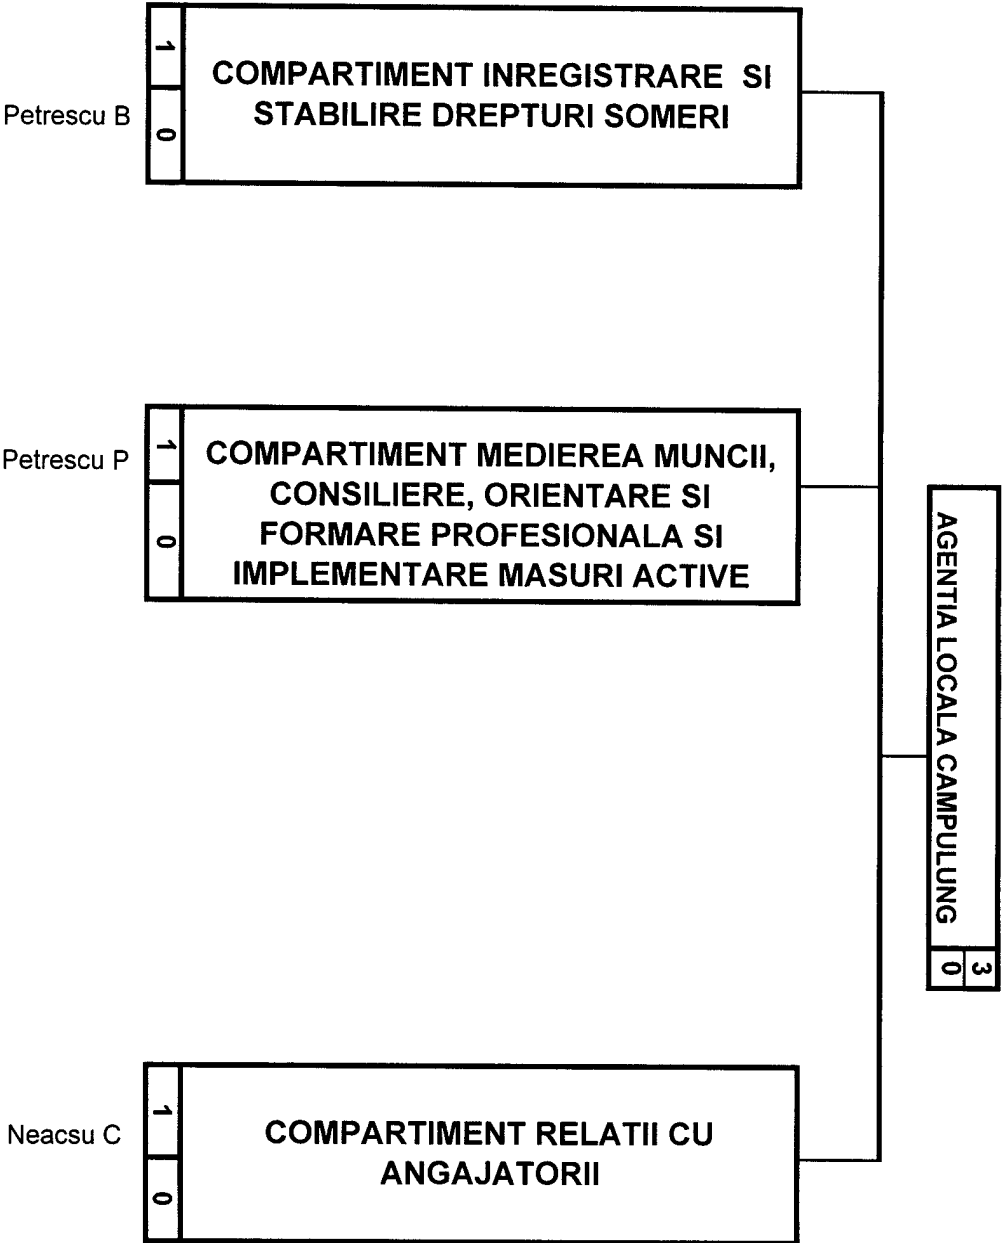 1
0
Petrescu B
COMPARTIMENT INREGISTRARE SI
STABILIRE DREPTURI SOMERI
1
0
Petrescu P
COMPARTIMENT MEDIEREA MUNCII,
CONSILIERE, ORIENTARE SI
FORMARE PROFESIONALA SI
IMPLEMENTARE MASURI ACTIVE
AGENTIA LOCALA CAMPULUNG
3
0
1
0
Neacsu C
COMPARTIMENT RELATII CU
ANGAJATORII